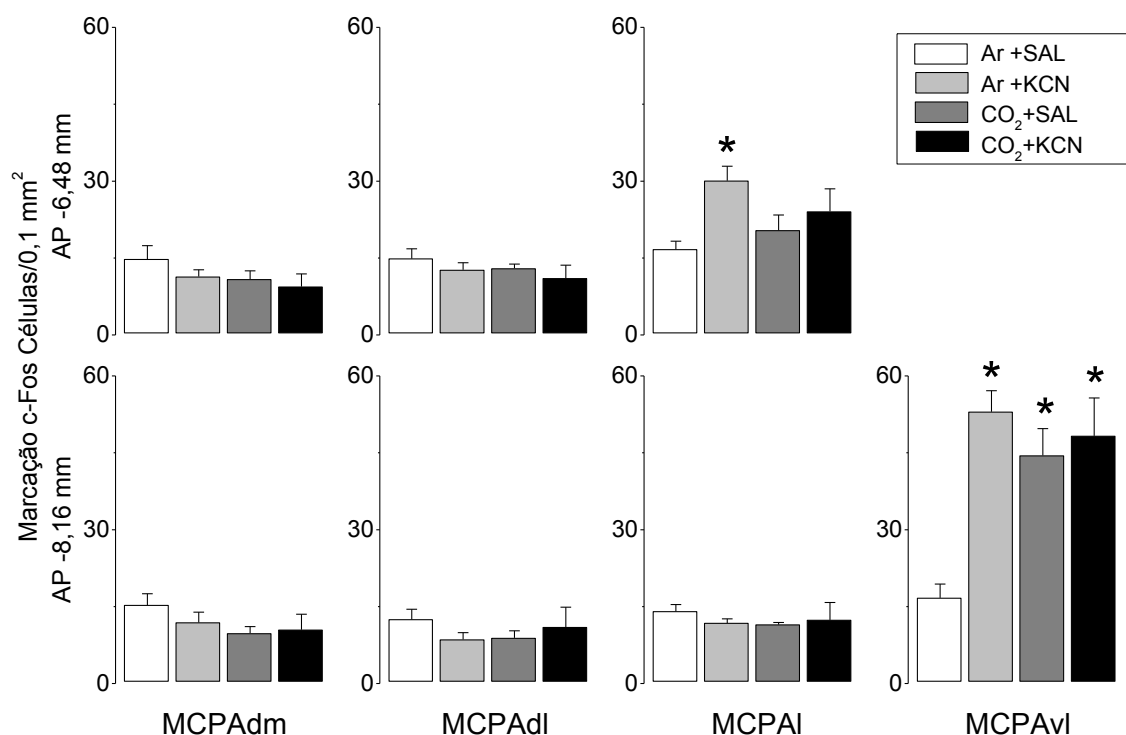 Marcação c-Fos Células/0,1 mm²
AP -6,48 mm
AP -8,16 mm
60
30
0
60
30
0
60
30
0
*
Ar +SAL
Ar +KCN
CO₂+SAL
CO₂+KCN
60
30
0
60
30
0
60
30
0
60
30
0
* * *
MCPAdm
MCPAdl
MCPAl
MCPAvl